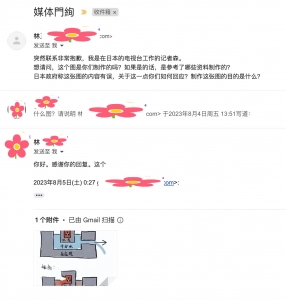 媒体門絢
收件箱 ×
林
com>
发送至 我
突然联系非常抱歉，我是在日本的电视台工作的记者森。
想请问，这个图是你们制作的吗？如果是的话，是参考了哪些资料制作的？
日本政府称这张图的内容有误，关于这一点你们如何回应？制作这张图的目的是什么？
什么图？请说明 林 com> 于2023年8月4日周五 13:51写道：
林
发送至 我
你好。感谢你的回复。这个
2023年8月5日(土) 0:27 ( com>:
1 个附件 • 已由 Gmail 扫描